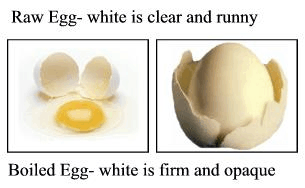 Raw Egg- white is clear and runny
Boiled Egg- white is firm and opaque